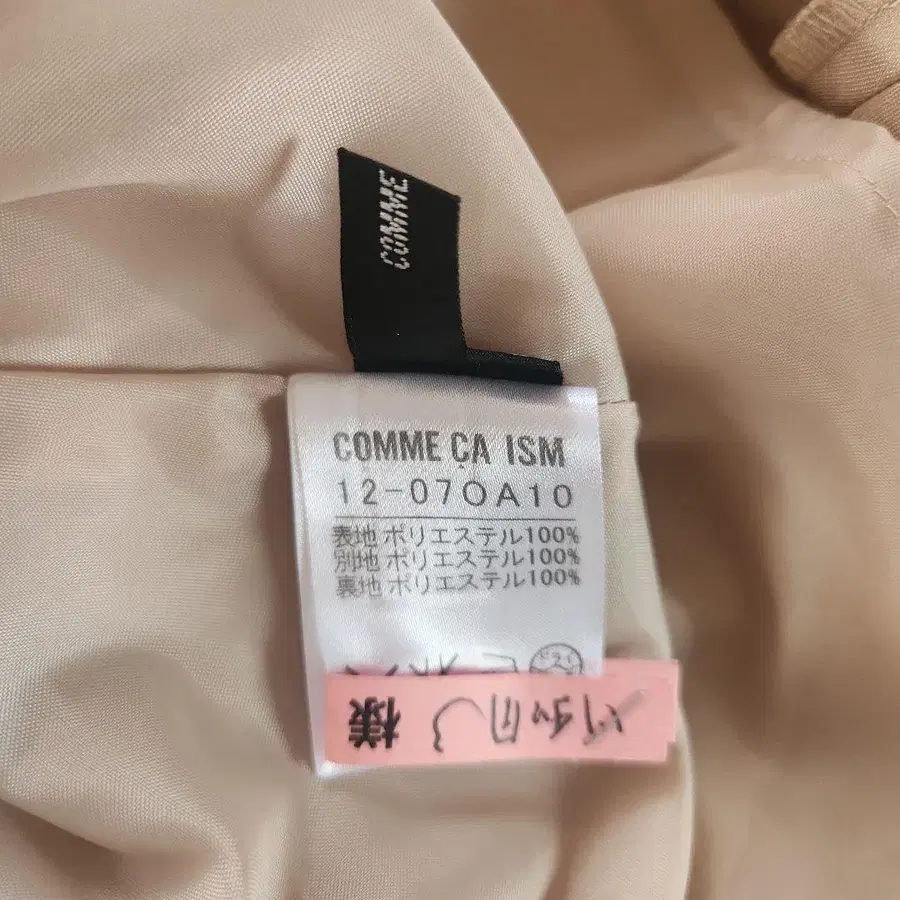 COMME
COMME ÇA ISM
12-07OA10
表地 ポリエステル100%
別地 ポリエステル100%
裏地 ポリエステル100%
様